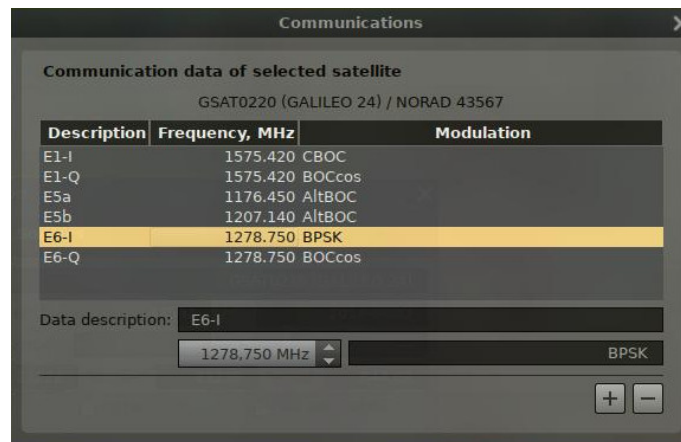 Communications
Communication data of selected satellite
GSAT0220 (GALILEO 24) / NORAD 43567
Description Frequency, MHz Modulation
E1-I 1575.420 CBOC
E1-Q 1575.420 BOCcos
E5a 1176.450 AltBOC
E5b 1207.140 AltBOC
E6-I 1278.750 BPSK
E6-Q 1278.750 BOCcos
Data description: E6-I
1278,750 MHz BPSK